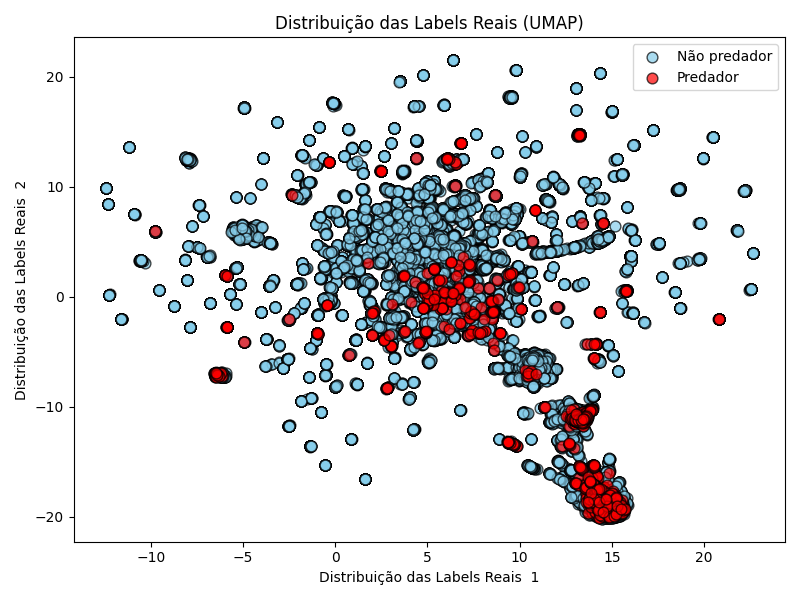 Distribuição das Labels Reais (UMAP)
Não predador
Predador
20
10
0
−10
−20
Distribuição das Labels Reais  2
−10 −5 0 5 10 15 20
Distribuição das Labels Reais  1